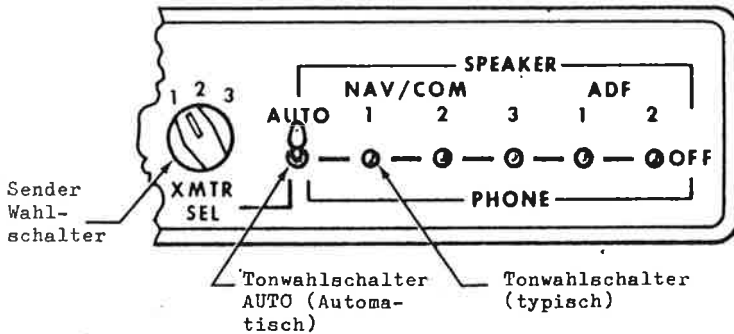 SPEAKER
NAV/COM ADF
1 2 3 AUTO 1 2 3 1 2
OFF
XMTR
SEL
PHONE
Sender
Wahl-
schalter
Tonwahlschalter
AUTO (Automa-
tisch)
Tonwahlschalter
(typisch)